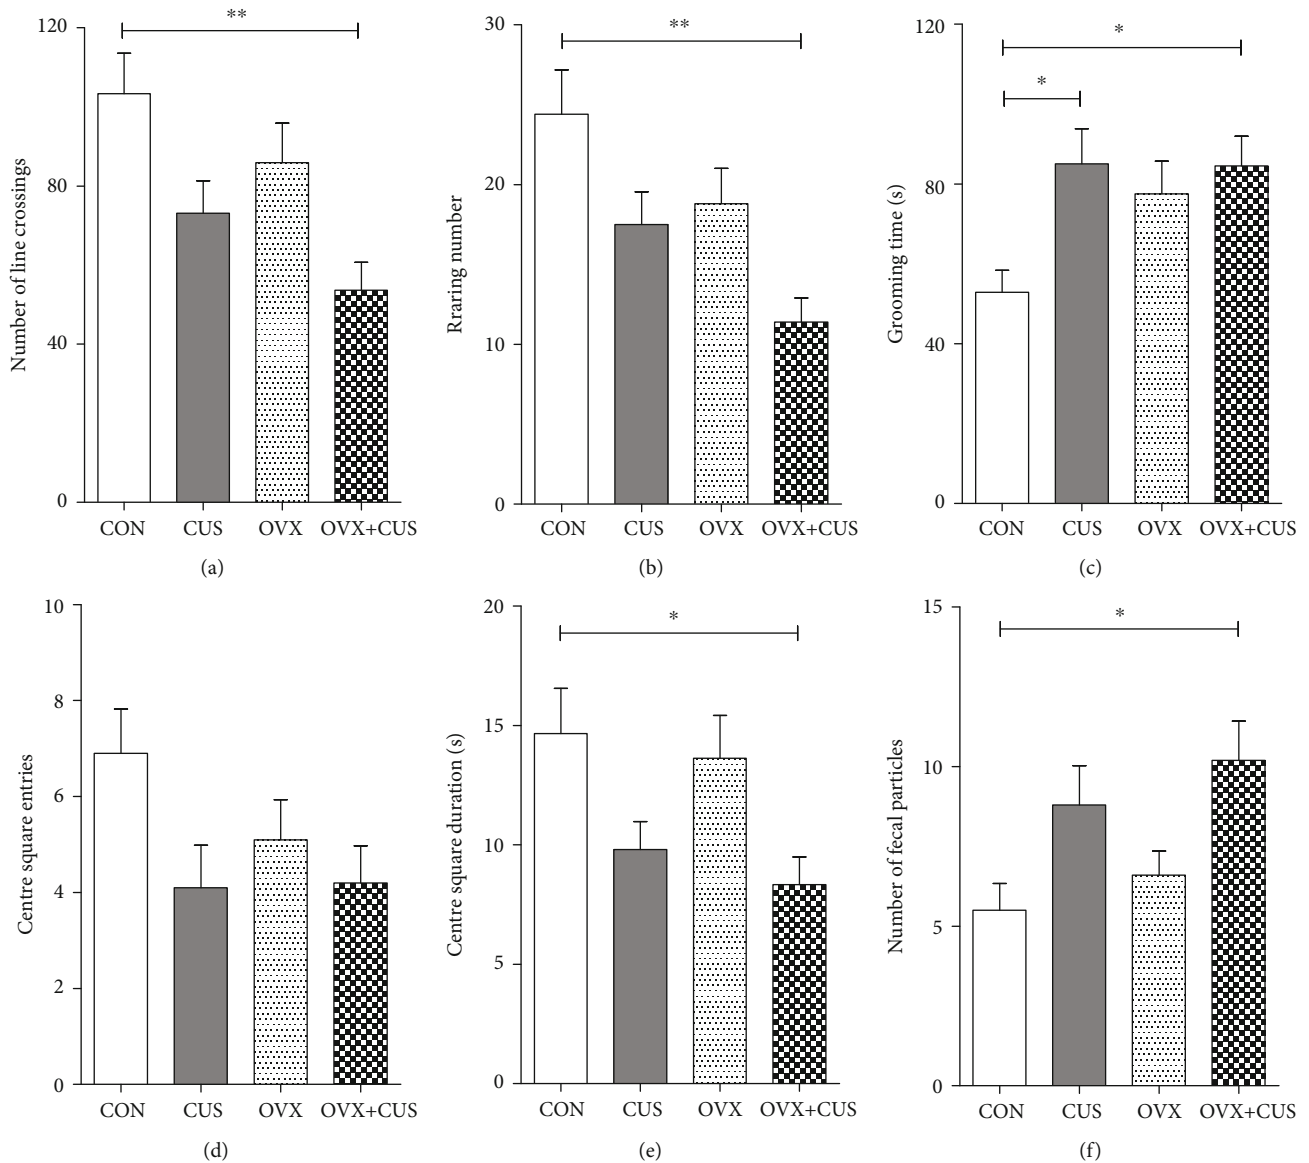 Number of line crossings
120
80
40
0
**
CON CUS OVX OVX+CUS
(a)
Rraring number
30
20
10
0
**
CON CUS OVX OVX+CUS
(b)
Grooming time (s)
120
80
40
0
*
*
CON CUS OVX OVX+CUS
(c)
Centre square entries
10
8
6
4
2
0
CON CUS OVX OVX+CUS
(d)
Centre square duration (s)
20
15
10
5
0
*
CON CUS OVX OVX+CUS
(e)
Number of fecal particles
15
10
5
0
*
CON CUS OVX OVX+CUS
(f)